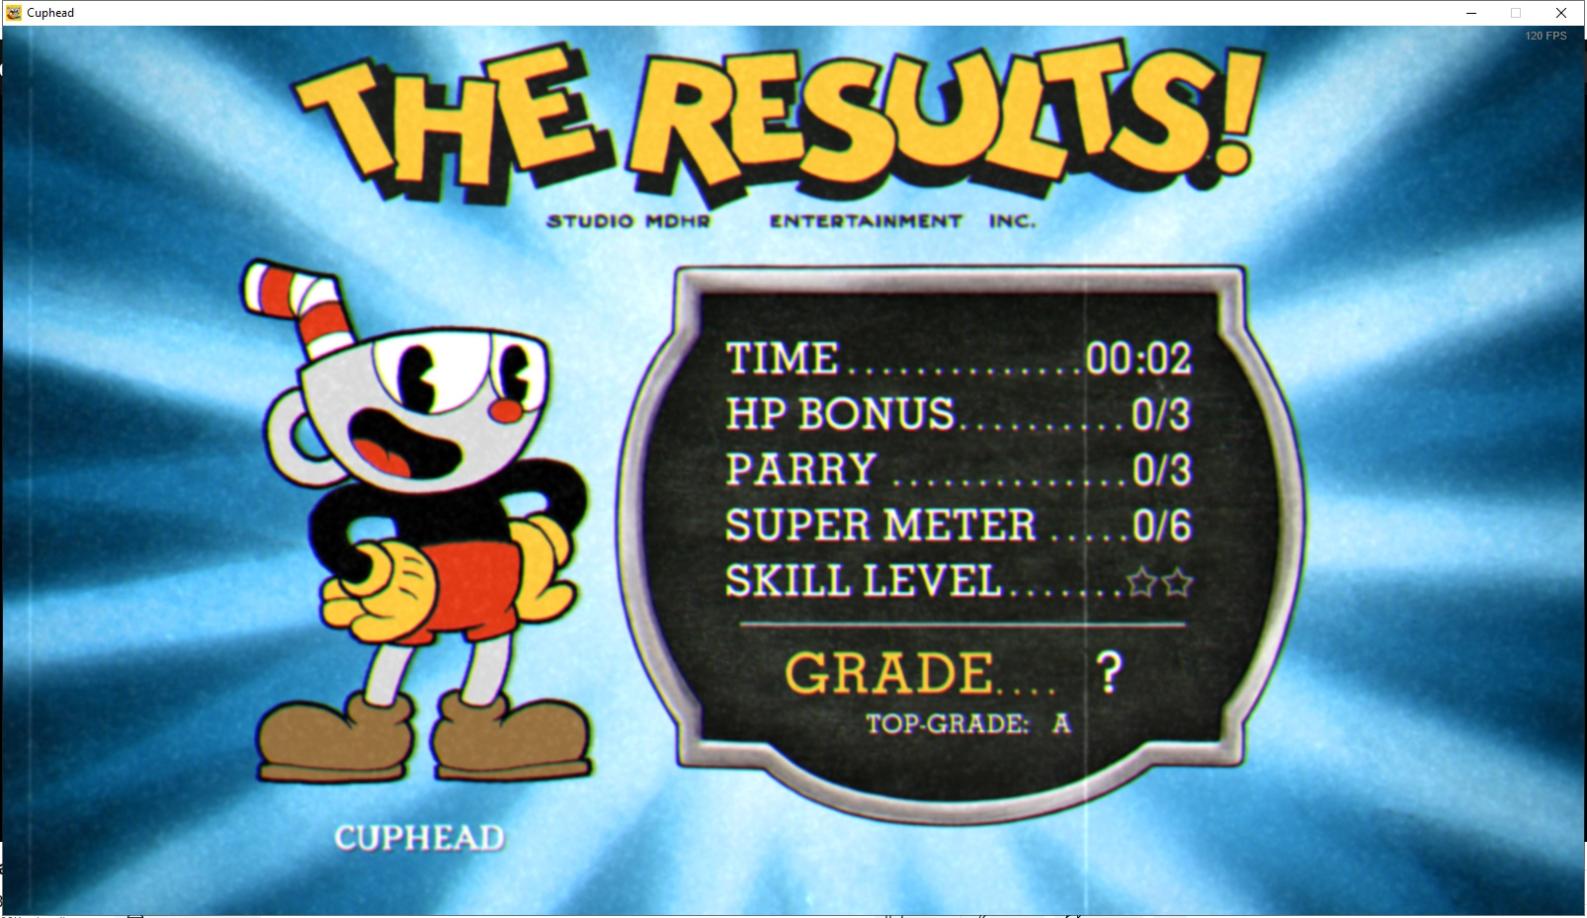 Cuphead
120 FPS
THE RESULTS!
STUDIO MDHR ENTERTAINMENT INC.
TIME..............00:02
HP BONUS..........0/3
PARRY ..............0/3
SUPER METER .....0/6
SKILL LEVEL.......☆☆
GRADE.... ?
TOP-GRADE: A
CUPHEAD